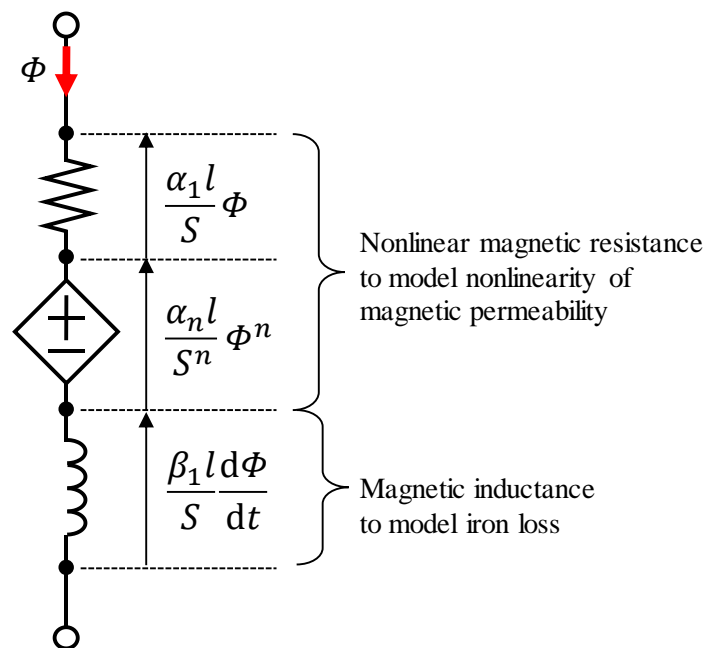 Φ
α₁l/S Φ
Nonlinear magnetic resistance
to model nonlinearity of
magnetic permeability
+
−
αₙl/Sⁿ Φⁿ
β₁l/S dΦ/dt
Magnetic inductance
to model iron loss